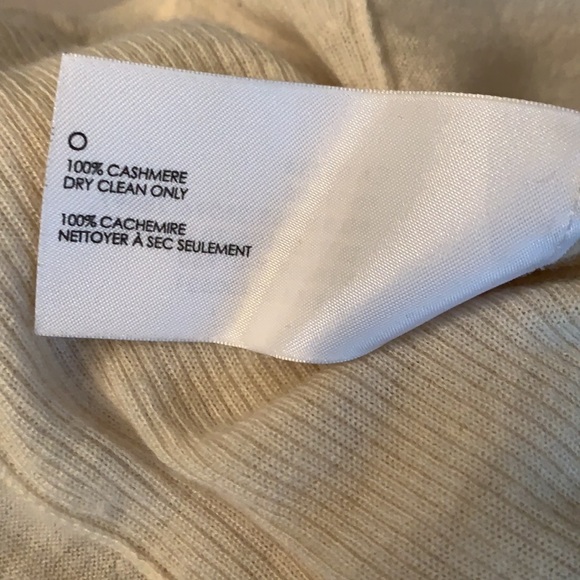 O
100% CASHMERE
DRY CLEAN ONLY
100% CACHEMIRE
NETTOYER À SEC SEULEMENT